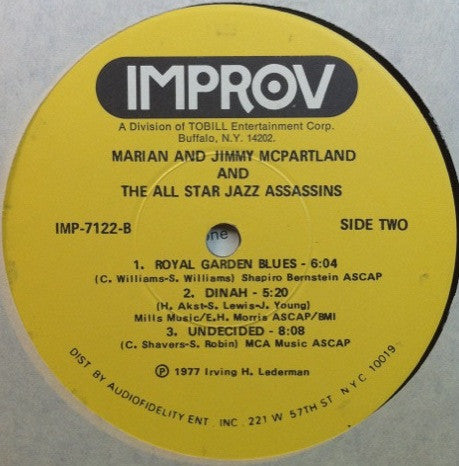 IMPROV
A Division of TOBILL Entertainment Corp.
Buffalo, N.Y. 14202.
MARIAN AND JIMMY MCPARTLAND
AND
THE ALL STAR JAZZ ASSASSINS
IMP-7122-B SIDE TWO
ne
1. ROYAL GARDEN BLUES - 6:04
(C. Williams-S. Williams) Shapiro Bernstein ASCAP
2. DINAH - 5:20
(H. Akst-S. Lewis-J. Young)
Mills Music/E.H. Morris ASCAP/BMI
3. UNDECIDED - 8:08
(C. Shavers-S. Robin) MCA Music ASCAP
Ⓟ 1977 Irving H. Lederman
DIST BY AUDIOFIDELITY ENT. INC. 221 W 57TH ST N Y C 10019